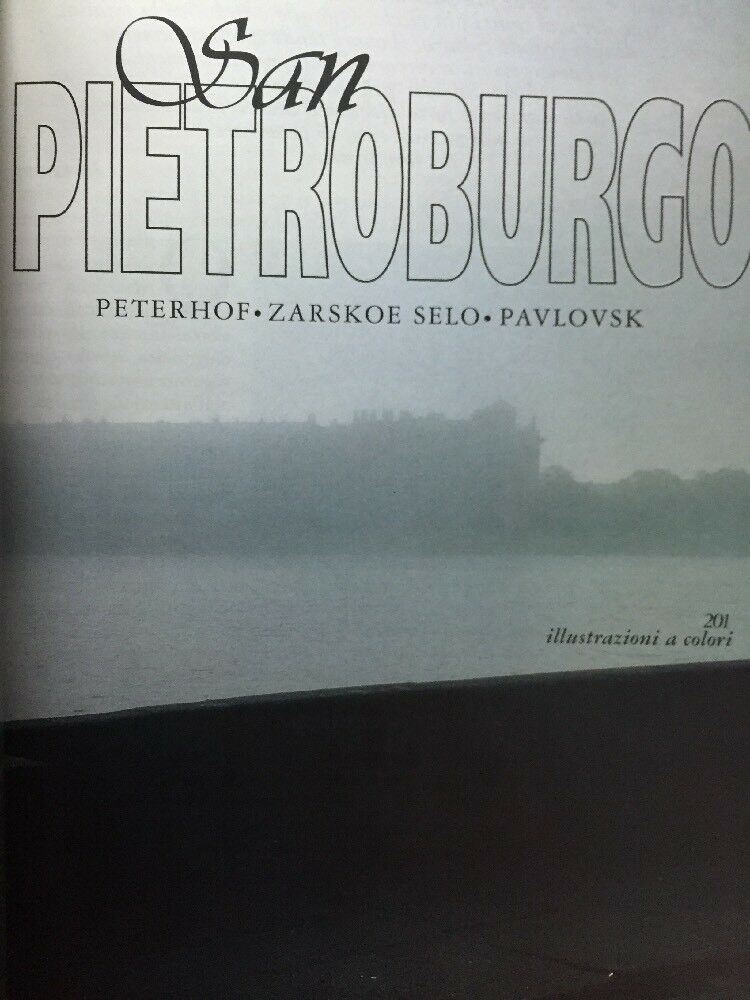 San
PIETROBURGO
PETERHOF • ZARSKOE SELO • PAVLOVSK
201
illustrazioni a colori